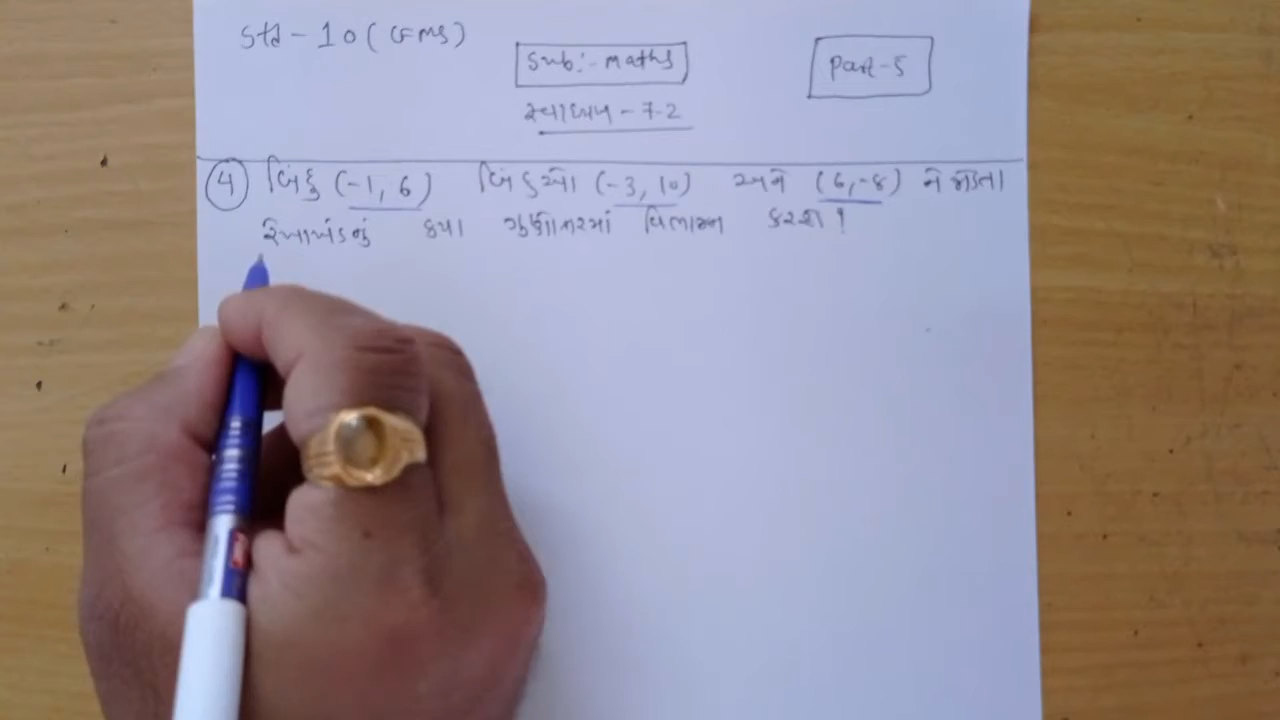 Std - 10 (GMS)
Sub:- maths
Part-5
સ્વાધ્યાય - 7.2
4 બિંદુ (-1, 6) બિંદુઓ (-3, 10) અને (6, -8) ને જોડતા
રેખાખંડનું કયા ગુણોત્તરમાં વિભાજન કરશે ?